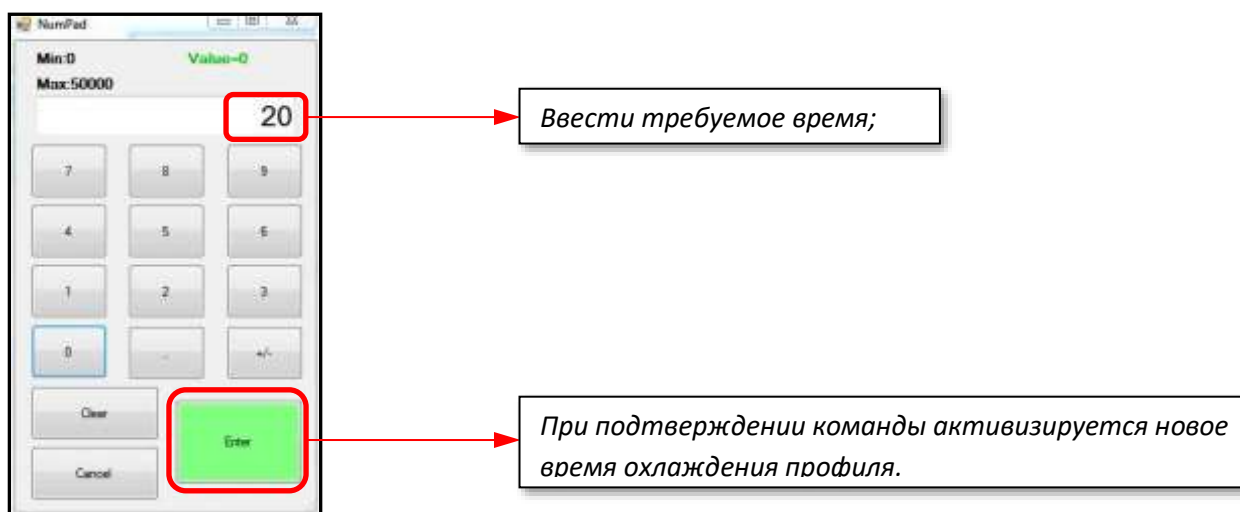 NumPad
Min:0 Value=0
Max:50000
20
Ввести требуемое время;
7 8 9
4 5 6
1 2 3
0 . +/-
Clear
Enter
Cancel
При подтверждении команды активизируется новое
время охлаждения профиля.